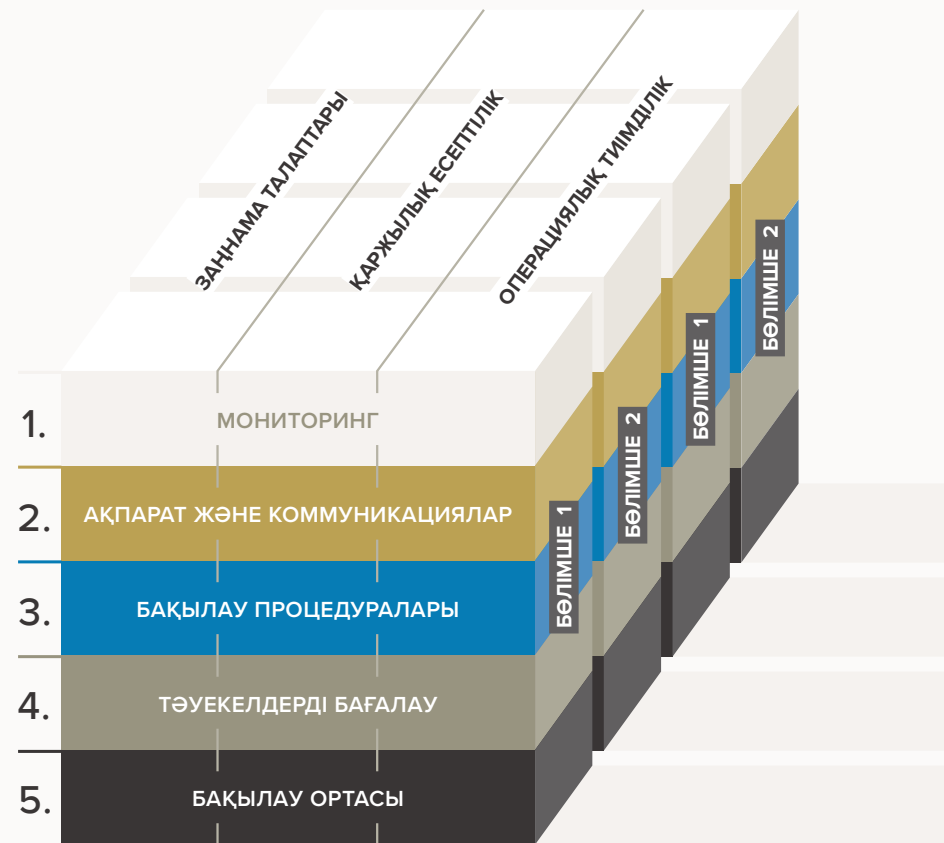 ЗАҢНАМА ТАЛАПТАРЫ
ҚАРЖЫЛЫҚ ЕСЕПТІЛІК
ОПЕРАЦИЯЛЫҚ ТИІМДІЛІК
1.
МОНИТОРИНГ
2.
АҚПАРАТ ЖӘНЕ КОММУНИКАЦИЯЛАР
3.
БАҚЫЛАУ ПРОЦЕДУРАЛАРЫ
4.
ТӘУЕКЕЛДЕРДІ БАҒАЛАУ
5.
БАҚЫЛАУ ОРТАСЫ
БӨЛІМШЕ 1
БӨЛІМШЕ 2
БӨЛІМШЕ 1
БӨЛІМШЕ 2